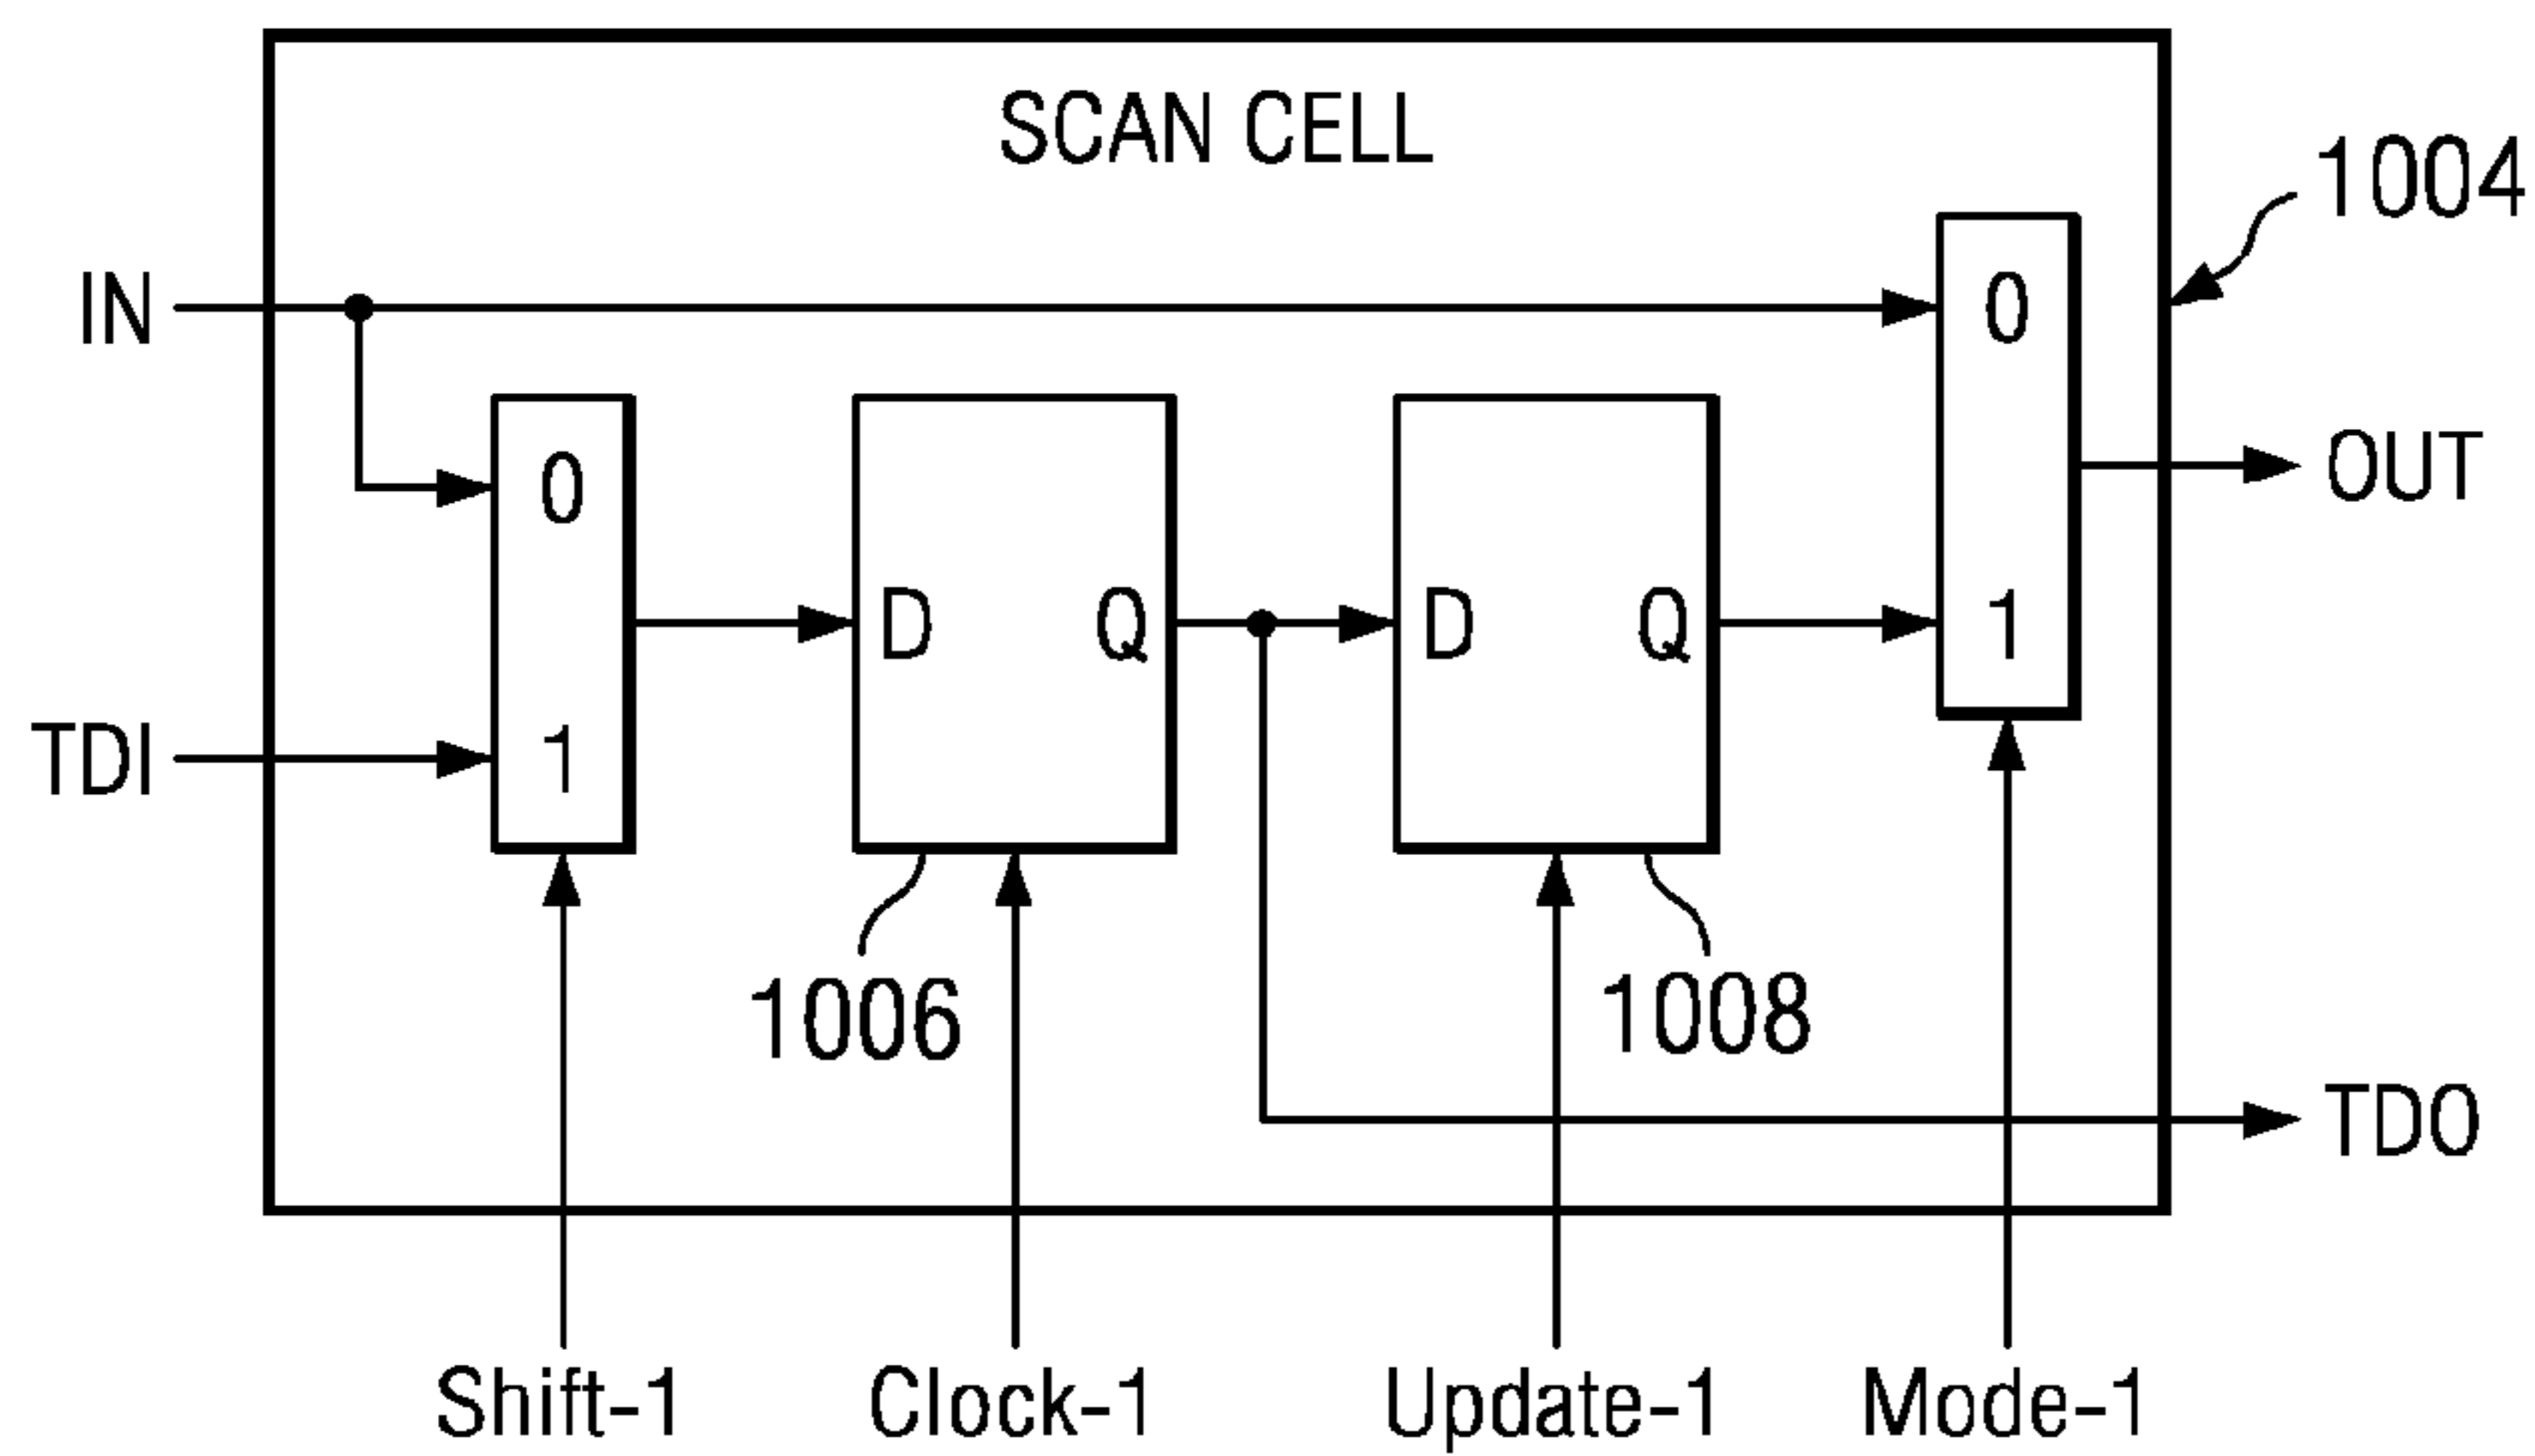 SCAN CELL
1004
IN
0
0
OUT
D Q
D Q
1
TDI
1
1006
1008
TDO
Shift-1
Clock-1
Update-1
Mode-1